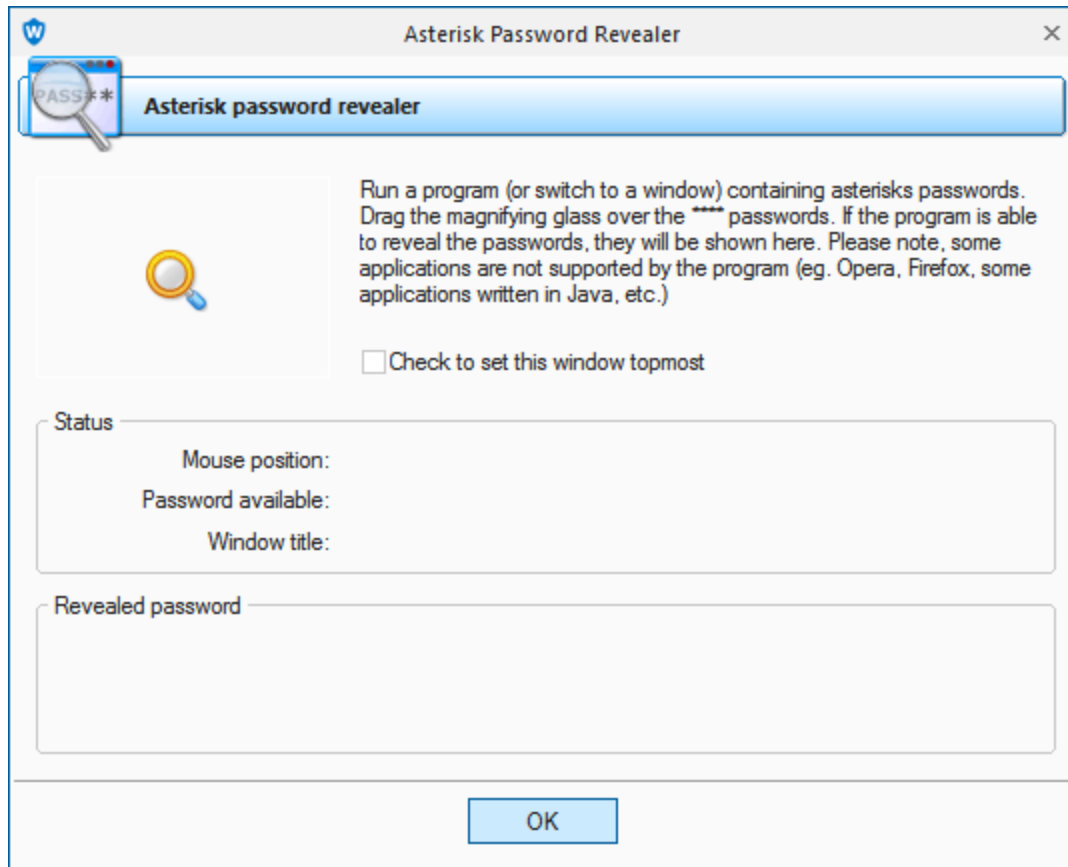 Asterisk Password Revealer
PASS**
Asterisk password revealer
Run a program (or switch to a window) containing asterisks passwords.
Drag the magnifying glass over the **** passwords. If the program is able
to reveal the passwords, they will be shown here. Please note, some
applications are not supported by the program (eg. Opera, Firefox, some
applications written in Java, etc.)
Check to set this window topmost
Status
Mouse position:
Password available:
Window title:
Revealed password
OK